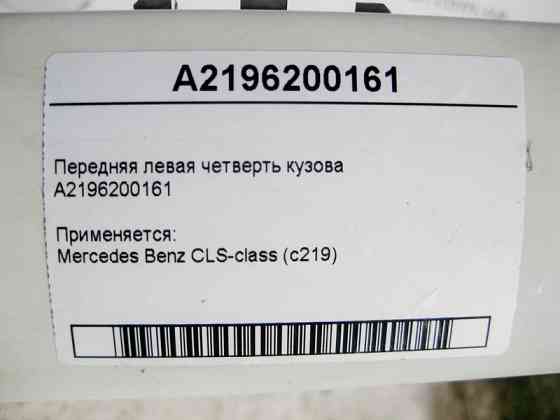 A2196200161
Передняя левая четверть кузова
A2196200161
Применяется:
Mercedes Benz CLS-class (c219)